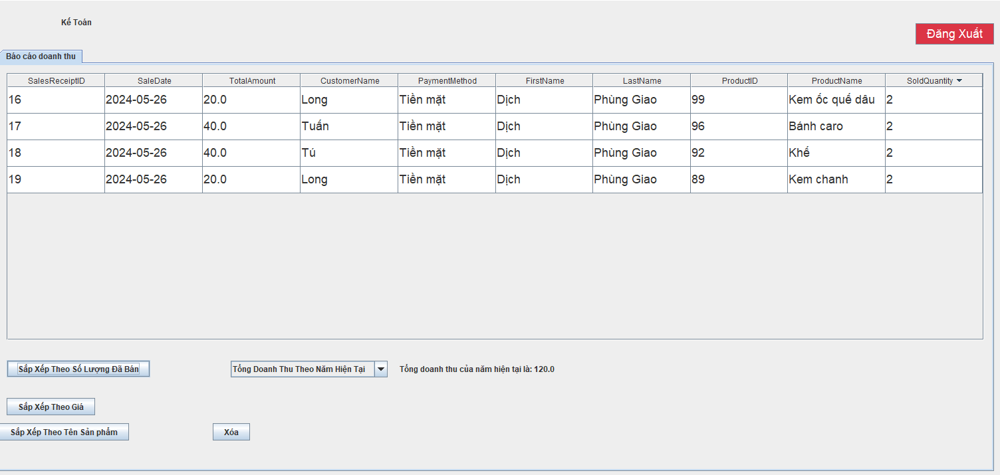 Kế Toán
Đăng Xuất
Báo cáo doanh thu
SalesReceiptID SaleDate TotalAmount CustomerName PaymentMethod FirstName LastName ProductID ProductName SoldQuantity
16 2024-05-26 20.0 Long Tiền mặt Dịch Phùng Giao 99 Kem ốc quế dâu 2
17 2024-05-26 40.0 Tuấn Tiền mặt Dịch Phùng Giao 96 Bánh caro 2
18 2024-05-26 40.0 Tú Tiền mặt Dịch Phùng Giao 92 Khế 2
19 2024-05-26 20.0 Long Tiền mặt Dịch Phùng Giao 89 Kem chanh 2
Sắp Xếp Theo Số Lượng Đã Bán Tổng Doanh Thu Theo Năm Hiện Tại Tổng doanh thu của năm hiện tại là: 120.0
Sắp Xếp Theo Giá
Sắp Xếp Theo Tên Sản phẩm Xóa